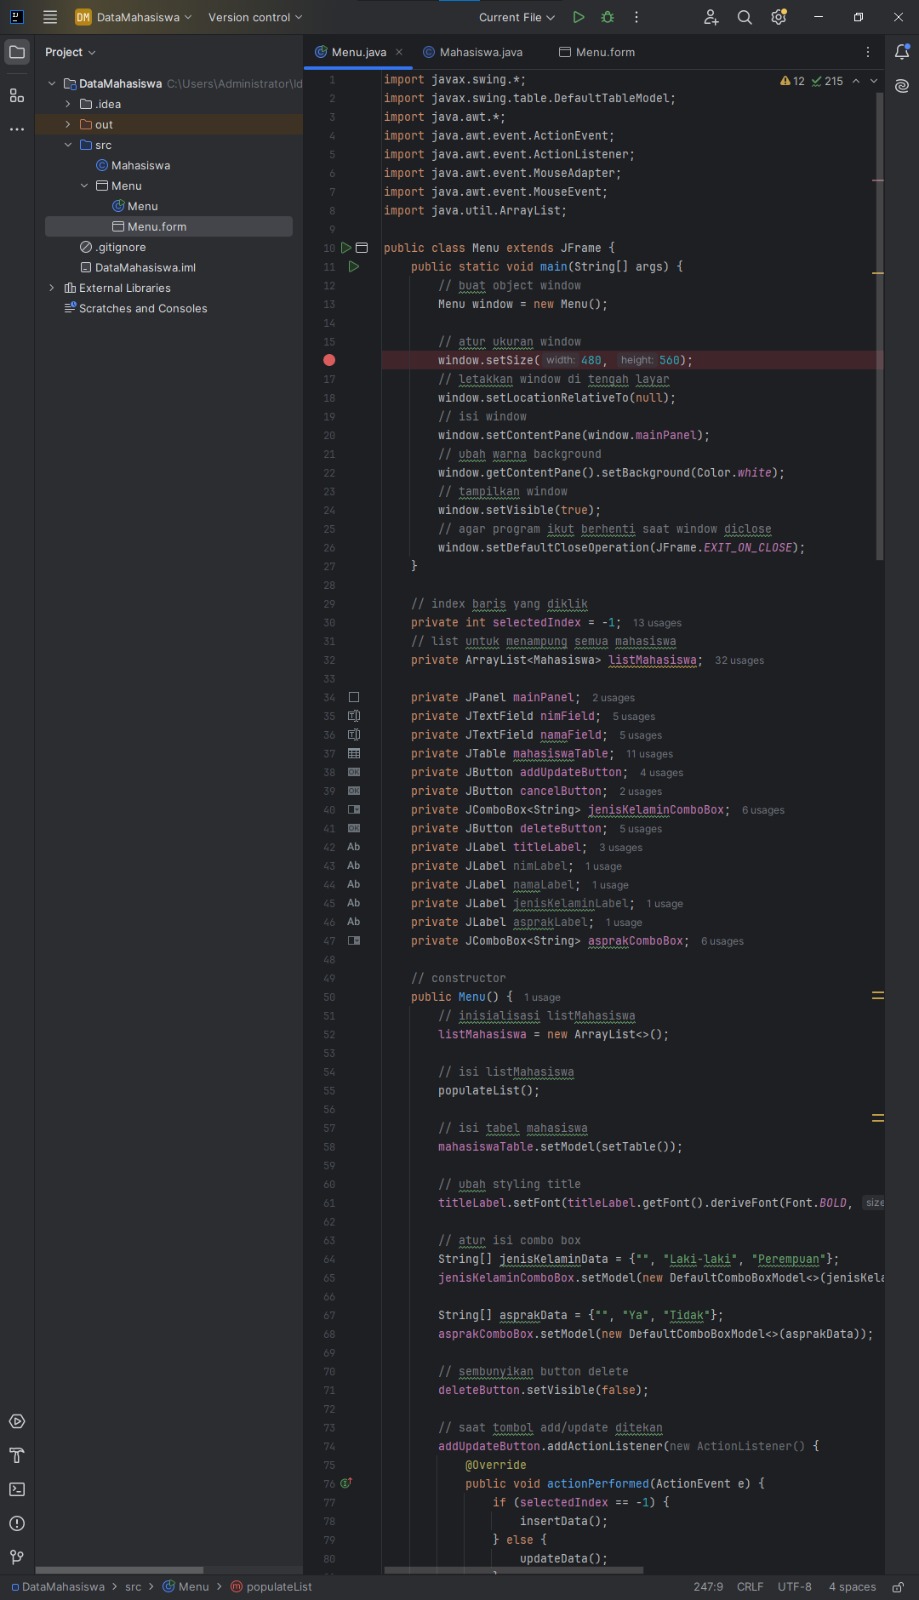 DM DataMahasiswa Version control Current File
Project
Menu.java Mahasiswa.java Menu.form
DataMahasiswa C:\Users\Administrator\Id
.idea
out
src
Mahasiswa
Menu
Menu
Menu.form
.gitignore
DataMahasiswa.iml
External Libraries
Scratches and Consoles
12 215
1 import javax.swing.*;
2 import javax.swing.table.DefaultTableModel;
3 import java.awt.*;
4 import java.awt.event.ActionEvent;
5 import java.awt.event.ActionListener;
6 import java.awt.event.MouseAdapter;
7 import java.awt.event.MouseEvent;
8 import java.util.ArrayList;
9
10 public class Menu extends JFrame {
11 public static void main(String[] args) {
12 // buat object window
13 Menu window = new Menu();
14
15 // atur ukuran window
window.setSize( width: 480, height: 560);
17 // letakkan window di tengah layar
18 window.setLocationRelativeTo(null);
19 // isi window
20 window.setContentPane(window.mainPanel);
21 // ubah warna background
22 window.getContentPane().setBackground(Color.white);
23 // tampilkan window
24 window.setVisible(true);
25 // agar program ikut berhenti saat window diclose
26 window.setDefaultCloseOperation(JFrame.EXIT_ON_CLOSE);
27 }
28
29 // index baris yang diklik
30 private int selectedIndex = -1; 13 usages
31 // list untuk menampung semua mahasiswa
32 private ArrayList<Mahasiswa> listMahasiswa; 32 usages
33
34 private JPanel mainPanel; 2 usages
35 private JTextField nimField; 5 usages
36 private JTextField namaField; 5 usages
37 private JTable mahasiswaTable; 11 usages
38 OK private JButton addUpdateButton; 4 usages
39 OK private JButton cancelButton; 2 usages
40 private JComboBox<String> jenisKelaminComboBox; 6 usages
41 OK private JButton deleteButton; 5 usages
42 Ab private JLabel titleLabel; 3 usages
43 Ab private JLabel nimLabel; 1 usage
44 Ab private JLabel namaLabel; 1 usage
45 Ab private JLabel jenisKelaminLabel; 1 usage
46 Ab private JLabel asprakLabel; 1 usage
47 private JComboBox<String> asprakComboBox; 6 usages
48
49 // constructor
50 public Menu() { 1 usage
51 // inisialisasi listMahasiswa
52 listMahasiswa = new ArrayList<>();
53
54 // isi listMahasiswa
55 populateList();
56
57 // isi tabel mahasiswa
58 mahasiswaTable.setModel(setTable());
59
60 // ubah styling title
61 titleLabel.setFont(titleLabel.getFont().deriveFont(Font.BOLD, size
62
63 // atur isi combo box
64 String[] jenisKelaminData = {"", "Laki-laki", "Perempuan"};
65 jenisKelaminComboBox.setModel(new DefaultComboBoxModel<>(jenisKela
66
67 String[] asprakData = {"", "Ya", "Tidak"};
68 asprakComboBox.setModel(new DefaultComboBoxModel<>(asprakData));
69
70 // sembunyikan button delete
71 deleteButton.setVisible(false);
72
73 // saat tombol add/update ditekan
74 addUpdateButton.addActionListener(new ActionListener() {
75 @Override
76 public void actionPerformed(ActionEvent e) {
77 if (selectedIndex == -1) {
78 insertData();
79 } else {
80 updateData();
DataMahasiswa > src > Menu > populateList 247:9 CRLF UTF-8 4 spaces